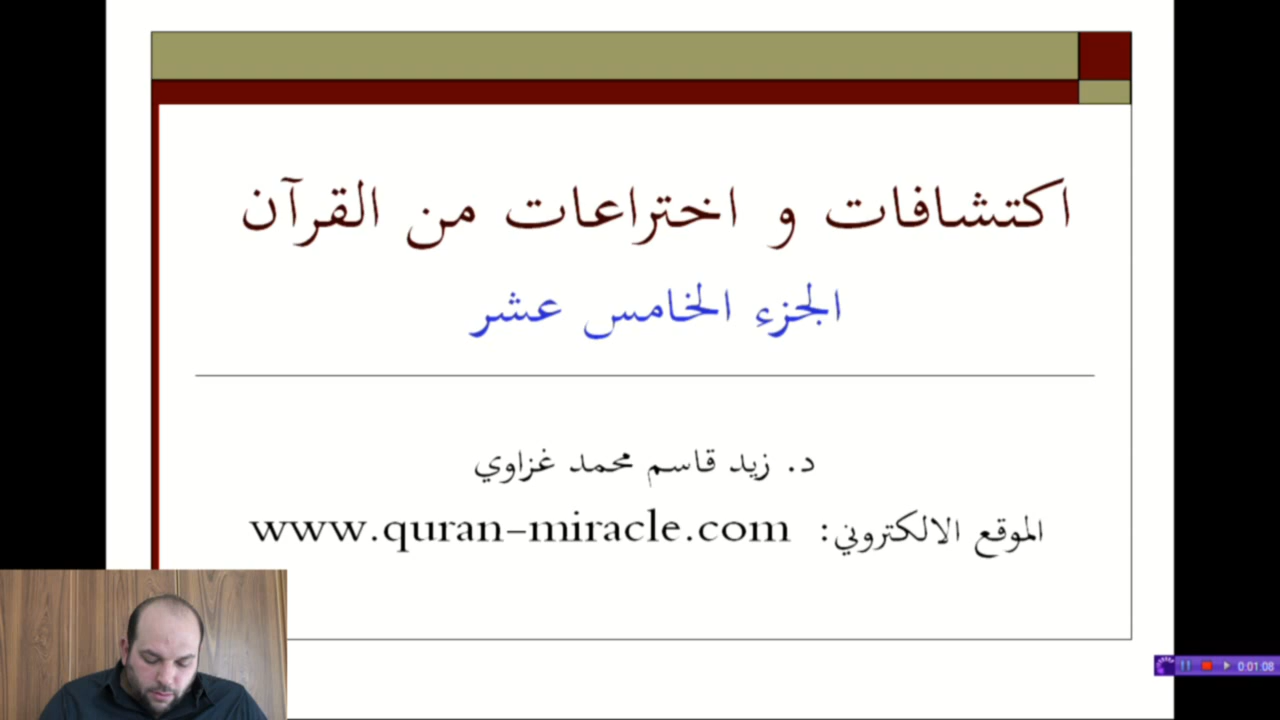 اكتشافات و اختراعات من القرآن
الجزء الخامس عشر
د. زيد قاسم محمد غزاوي
الموقع الالكتروني: www.quran-miracle.com
0:01:08